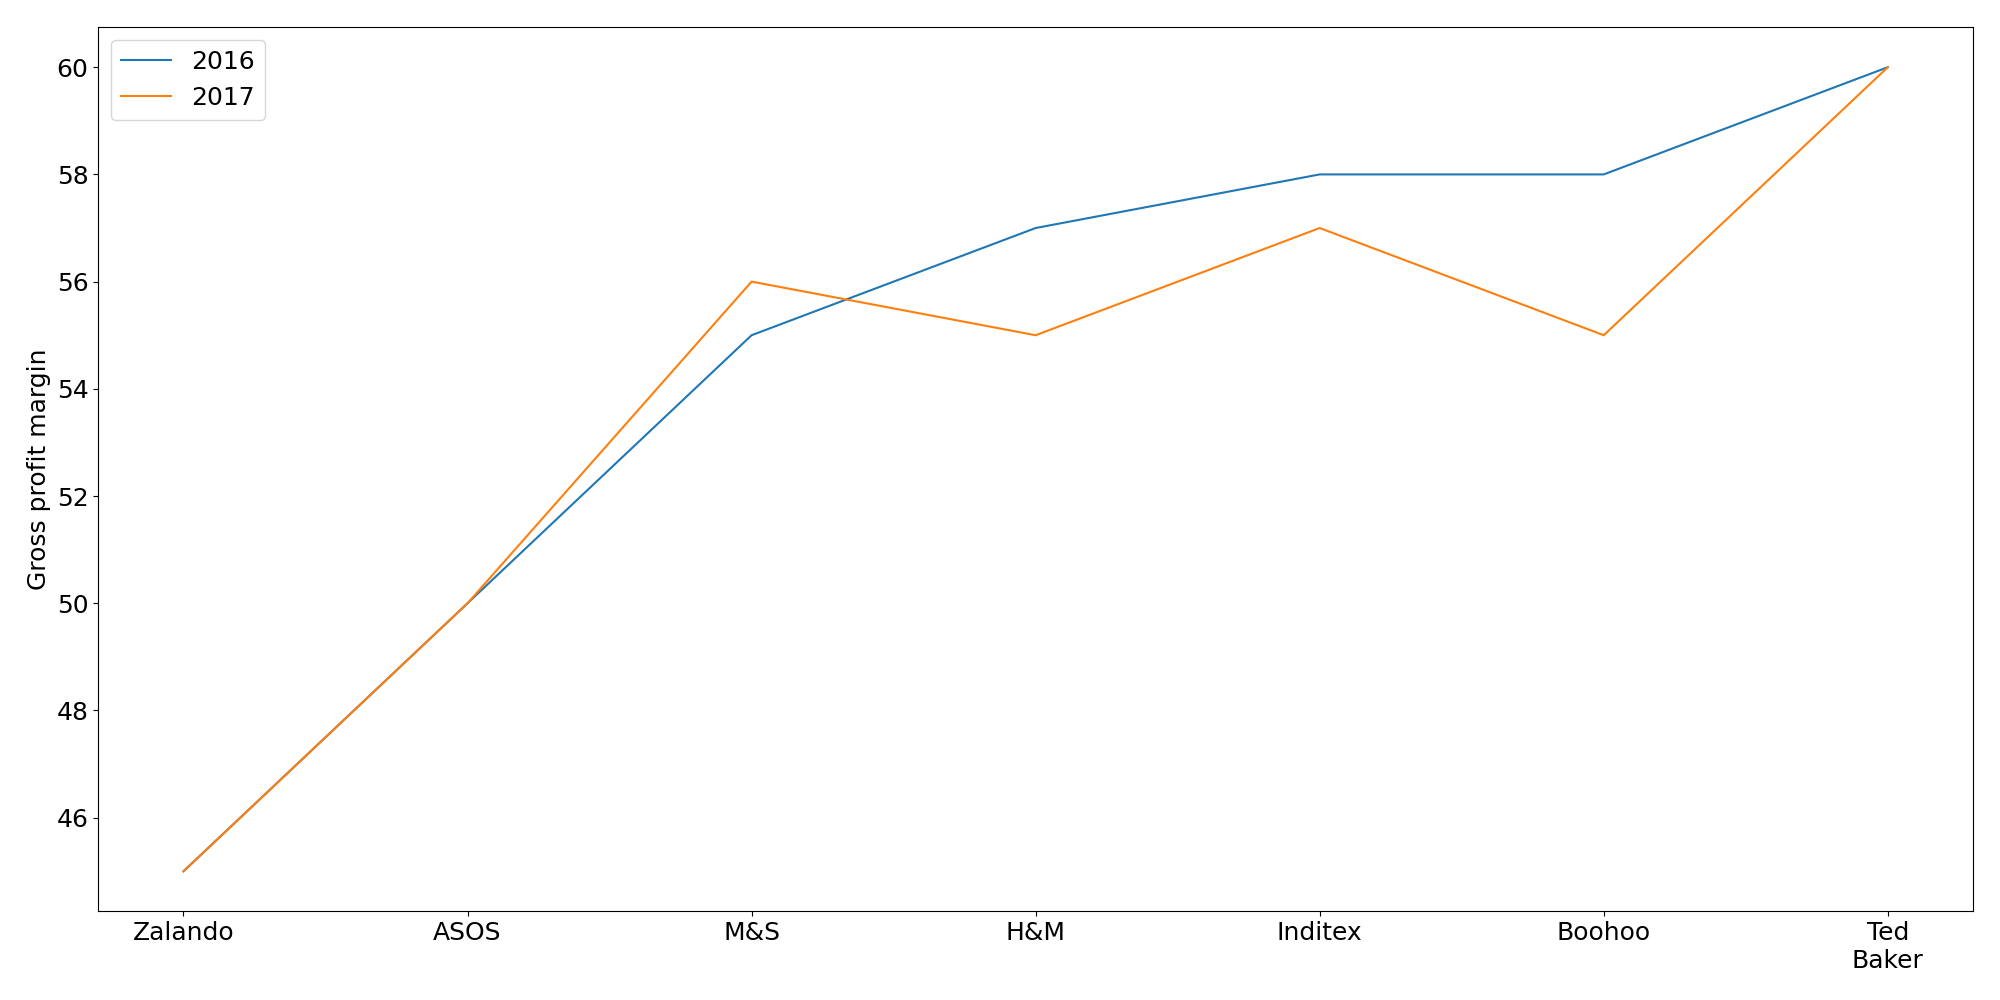 2016
2017
Gross profit margin
60
58
56
54
52
50
48
46
Zalando
ASOS
M&S
H&M
Inditex
Boohoo
Ted
Baker